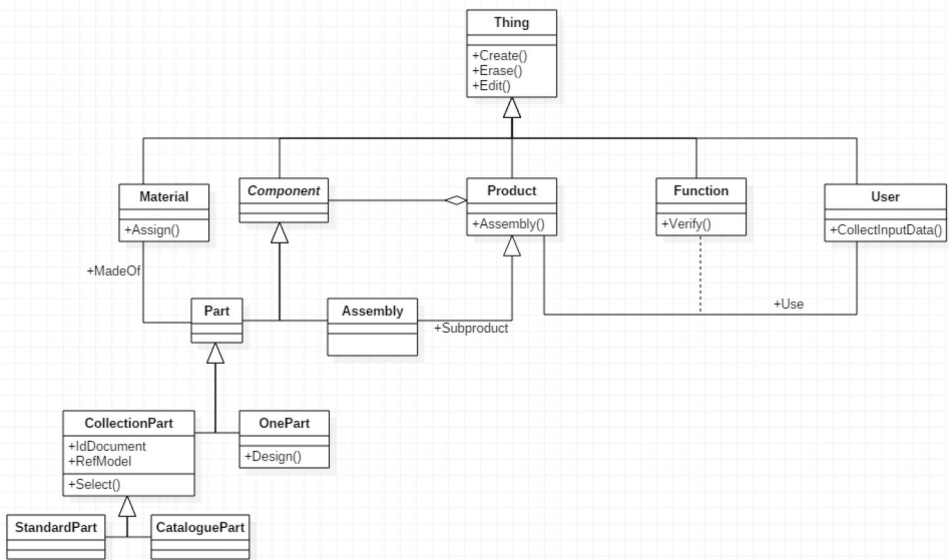 Thing
+Create()
+Erase()
+Edit()
Material
+Assign()
Component
Product
+Assembly()
Function
+Verify()
User
+CollectInputData()
+MadeOf
+Use
Part
Assembly
+Subproduct
CollectionPart
+IdDocument
+RefModel
+Select()
OnePart
+Design()
StandardPart
CataloguePart